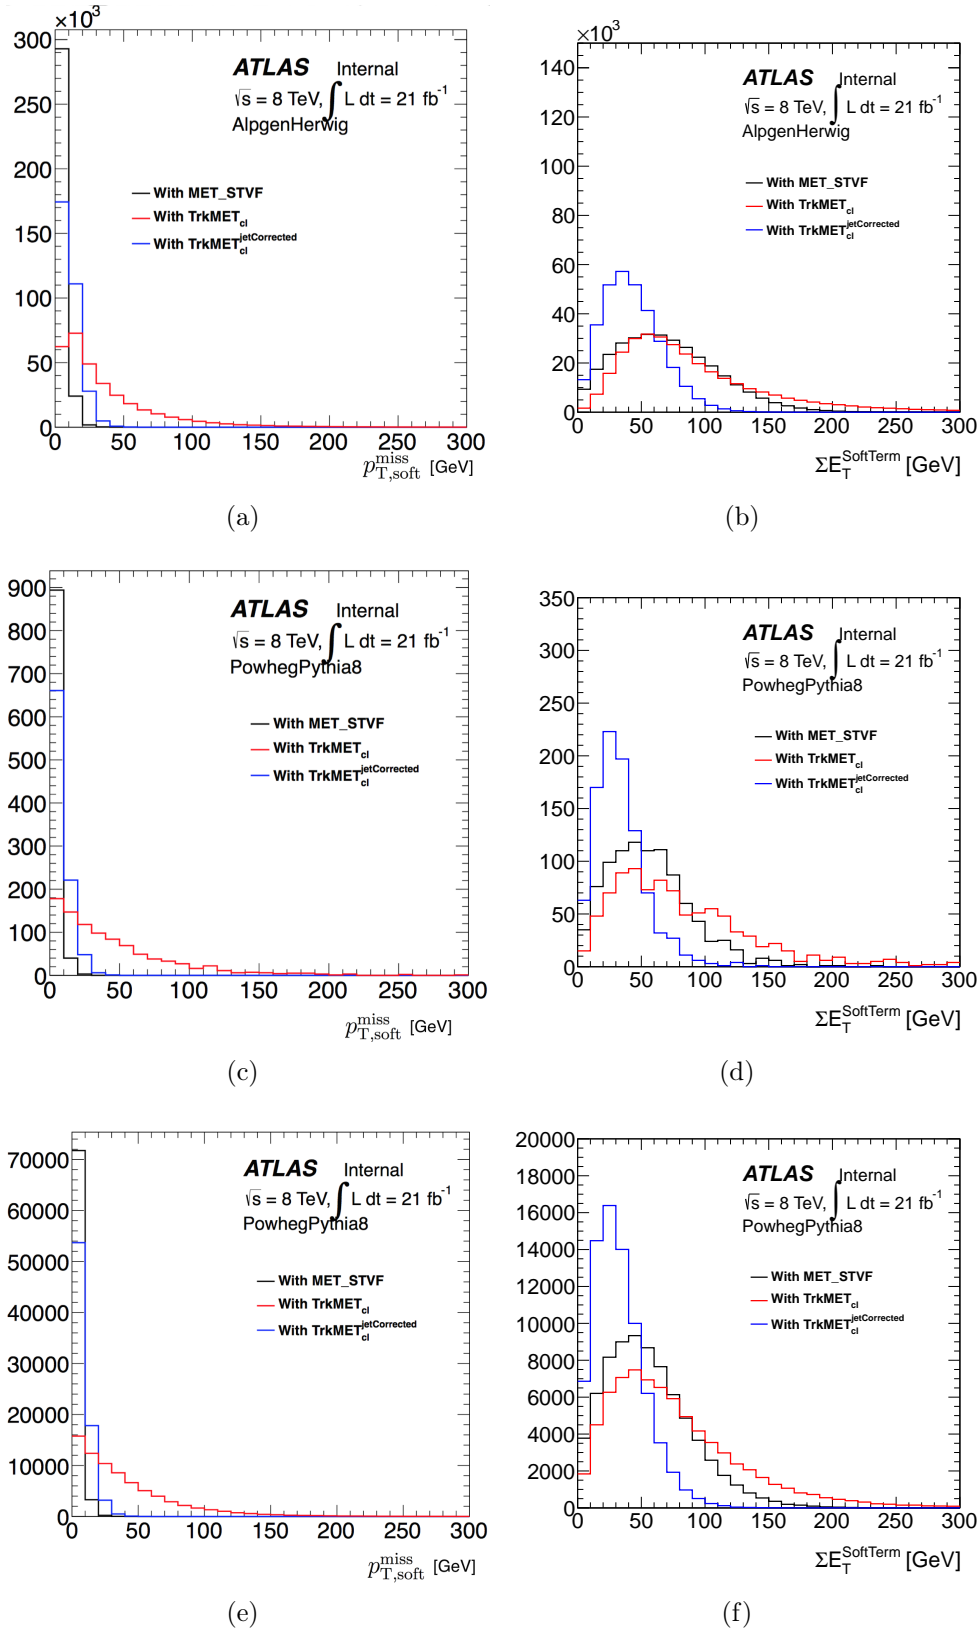 ×10³
300
250
200
150
100
50
0
0 50 100 150 200 250 300
ATLAS Internal
√s = 8 TeV, ∫ L dt = 21 fb⁻¹
AlpgenHerwig
With MET_STVF
With TrkMET_cl
With TrkMET_cl^jetCorrected
p_T,soft^miss [GeV]
(a)
×10³
140
120
100
80
60
40
20
0
0 50 100 150 200 250 300
ATLAS Internal
√s = 8 TeV, ∫ L dt = 21 fb⁻¹
AlpgenHerwig
With MET_STVF
With TrkMET_cl
With TrkMET_cl^jetCorrected
ΣE_T^SoftTerm [GeV]
(b)
900
800
700
600
500
400
300
200
100
0
0 50 100 150 200 250 300
ATLAS Internal
√s = 8 TeV, ∫ L dt = 21 fb⁻¹
PowhegPythia8
With MET_STVF
With TrkMET_cl
With TrkMET_cl^jetCorrected
p_T,soft^miss [GeV]
(c)
350
300
250
200
150
100
50
0
0 50 100 150 200 250 300
ATLAS Internal
√s = 8 TeV, ∫ L dt = 21 fb⁻¹
PowhegPythia8
With MET_STVF
With TrkMET_cl
With TrkMET_cl^jetCorrected
ΣE_T^SoftTerm [GeV]
(d)
70000
60000
50000
40000
30000
20000
10000
0
0 50 100 150 200 250 300
ATLAS Internal
√s = 8 TeV, ∫ L dt = 21 fb⁻¹
PowhegPythia8
With MET_STVF
With TrkMET_cl
With TrkMET_cl^jetCorrected
p_T,soft^miss [GeV]
(e)
20000
18000
16000
14000
12000
10000
8000
6000
4000
2000
0
0 50 100 150 200 250 300
ATLAS Internal
√s = 8 TeV, ∫ L dt = 21 fb⁻¹
PowhegPythia8
With MET_STVF
With TrkMET_cl
With TrkMET_cl^jetCorrected
ΣE_T^SoftTerm [GeV]
(f)